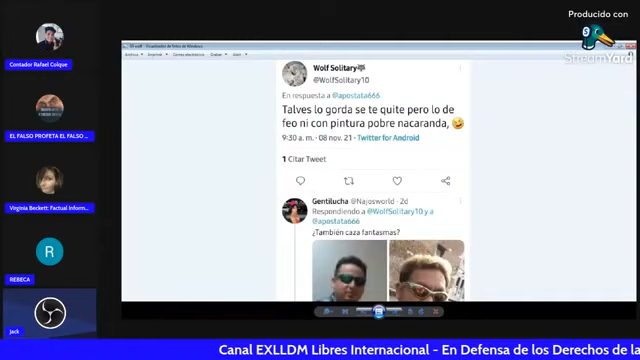 Producido con
StreamYard
Contador Rafael Colque
EL FALSO PROFETA EL FALSO ...
Virginia Beckett: Factual Inform...
R
REBECA
Jack
Wolf Solitary
@WolfSolitary10
En respuesta a @apostata666
Talves lo gorda se te quite pero lo de
feo ni con pintura pobre nacaranda,
9:30 a. m. · 08 nov. 21 · Twitter for Android
1 Citar Tweet
Gentilucha @Najosworld · 2d
Respondiendo a @WolfSolitary10 y a
@apostata666
¿También caza fantasmas?
Canal EXLLDM Libres Internacional - En Defensa de los Derechos de la